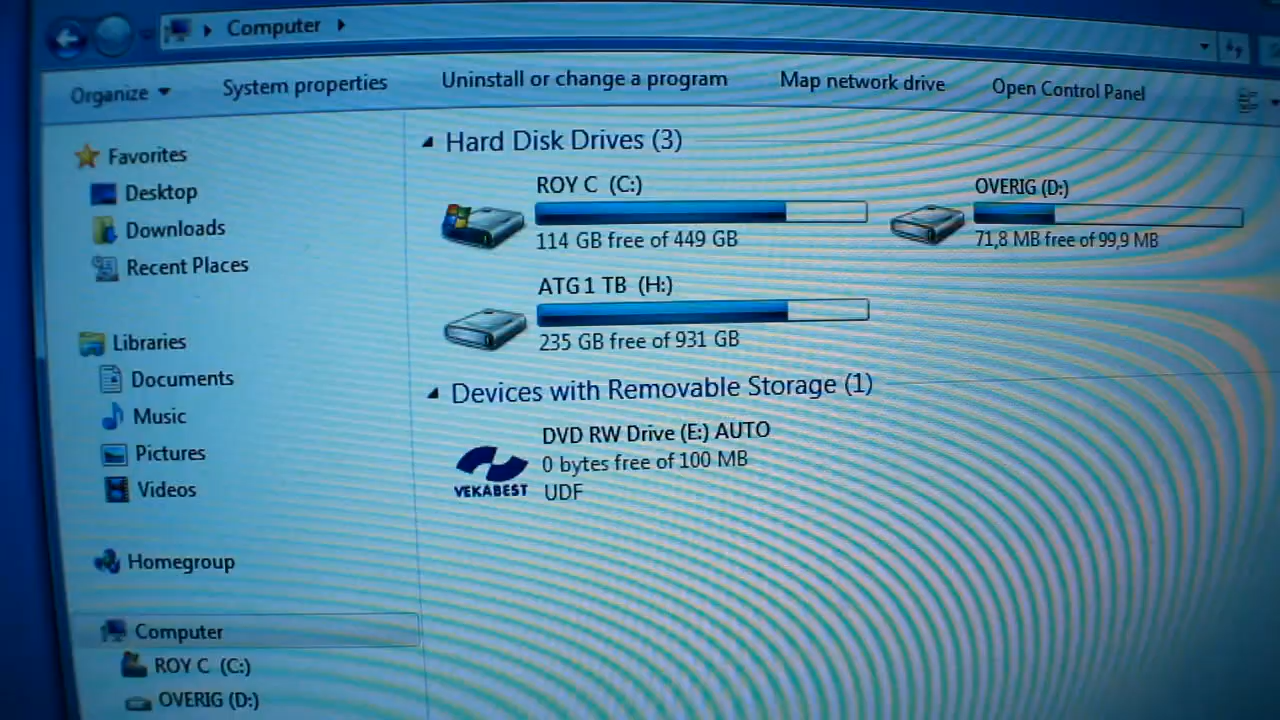 Computer
Organize
System properties
Uninstall or change a program
Map network drive
Open Control Panel
Favorites
Desktop
Downloads
Recent Places
Libraries
Documents
Music
Pictures
Videos
Homegroup
Computer
ROY C (C:)
OVERIG (D:)
Hard Disk Drives (3)
ROY C (C:)
114 GB free of 449 GB
OVERIG (D:)
71,8 MB free of 99,9 MB
ATG 1 TB (H:)
235 GB free of 931 GB
Devices with Removable Storage (1)
VEKABEST
DVD RW Drive (E:) AUTO
0 bytes free of 100 MB
UDF